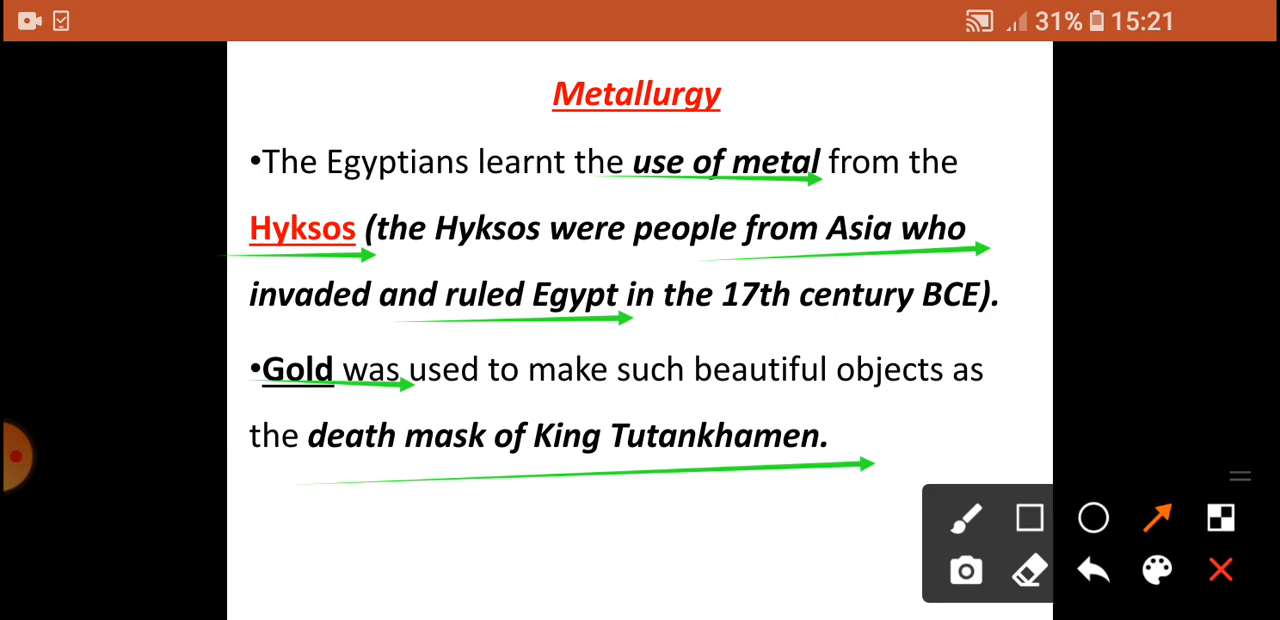 31% 15:21
Metallurgy
•The Egyptians learnt the use of metal from the
Hyksos (the Hyksos were people from Asia who
invaded and ruled Egypt in the 17th century BCE).
•Gold was used to make such beautiful objects as
the death mask of King Tutankhamen.